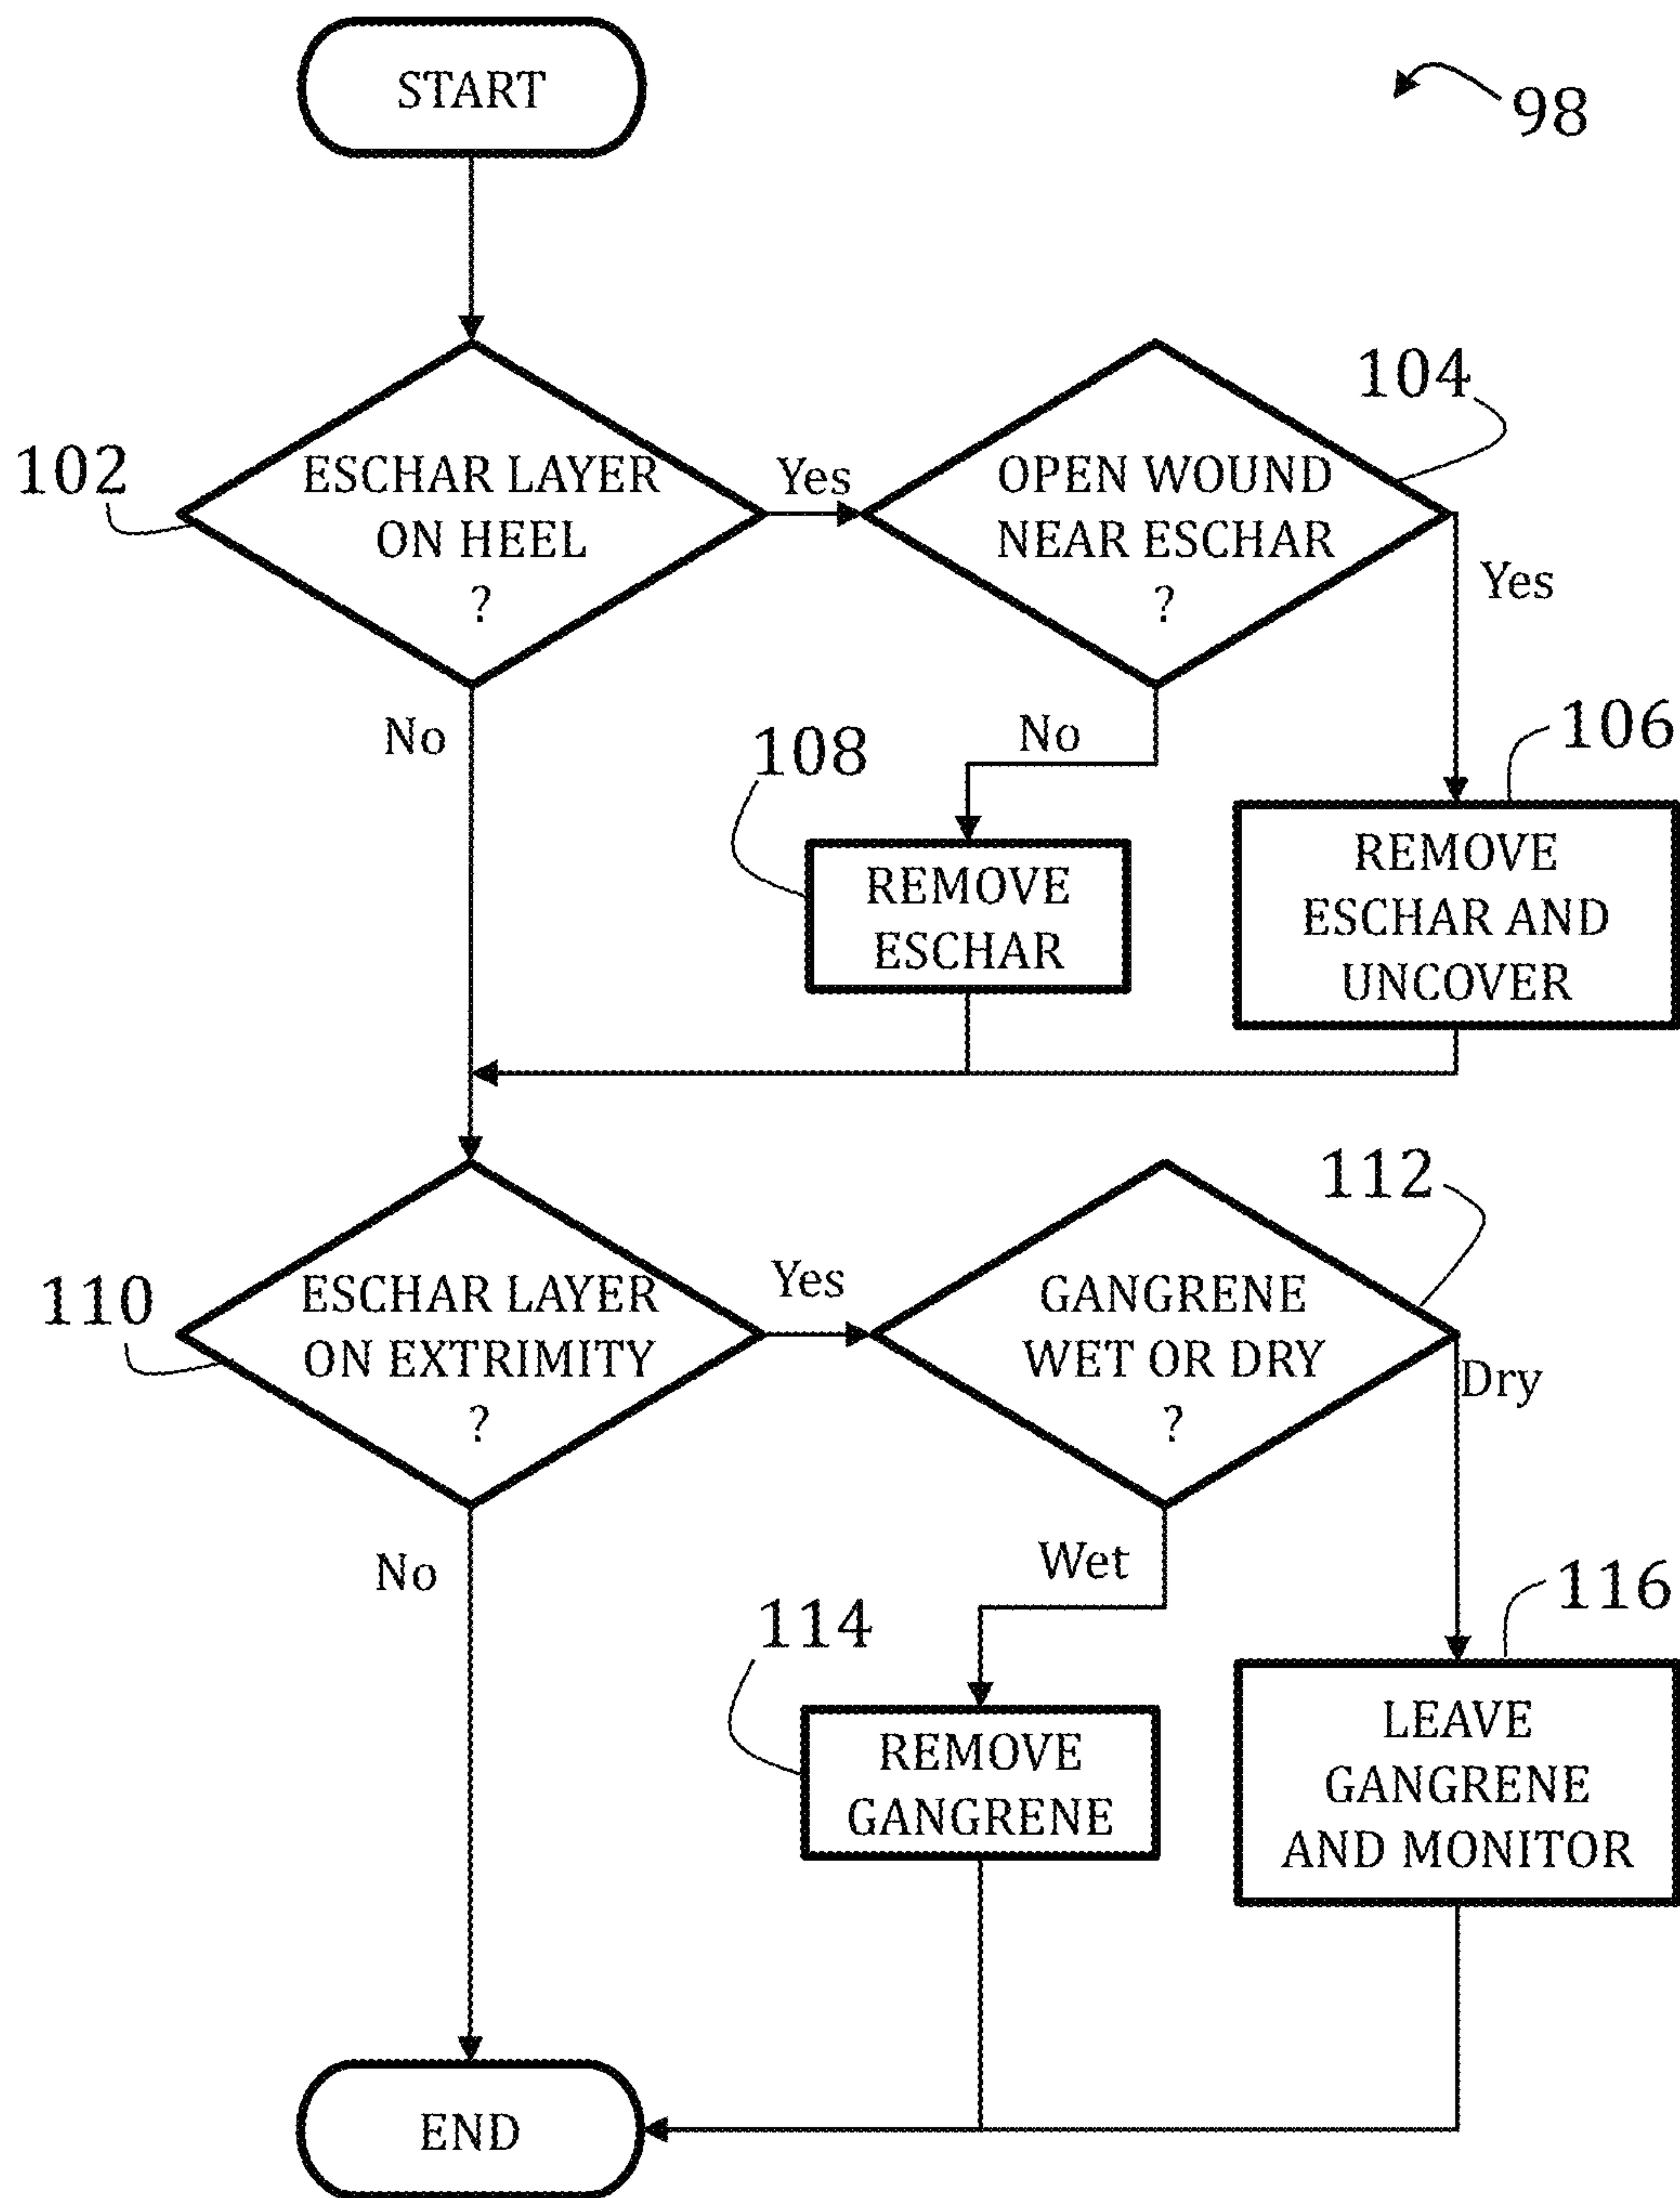 START
98
102
ESCHAR LAYER
ON HEEL
?
Yes
104
OPEN WOUND
NEAR ESCHAR
?
Yes
No
No
108
REMOVE
ESCHAR
106
REMOVE
ESCHAR AND
UNCOVER
110
ESCHAR LAYER
ON EXTRIMITY
?
Yes
112
GANGRENE
WET OR DRY
?
Dry
No
Wet
114
REMOVE
GANGRENE
116
LEAVE
GANGRENE
AND MONITOR
END